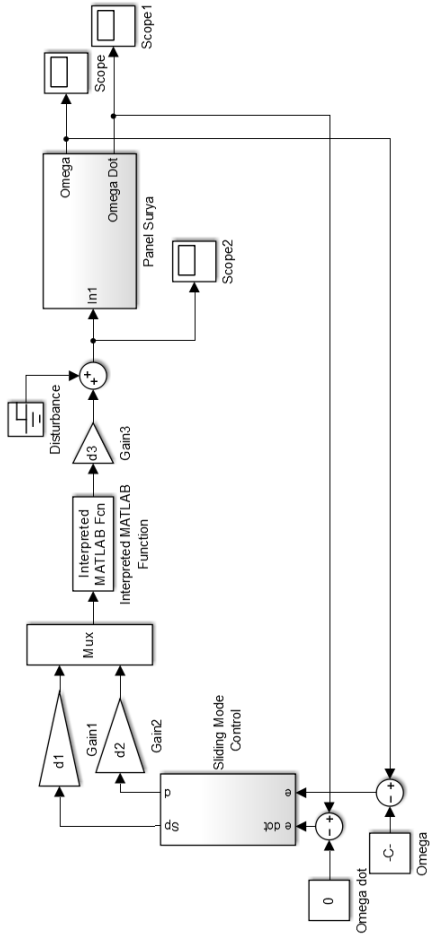 Scope
Scope1
Omega
Omega Dot
In1
Panel Surya
Scope2
Disturbance
+
+
d3
Gain3
Interpreted
MATLAB Fcn
Interpreted MATLAB
Function
Mux
d1
Gain1
d2
Gain2
Sp
d
e dot
e
Sliding Mode
Control
0
Omega dot
-C-
Omega
+
−
+
−